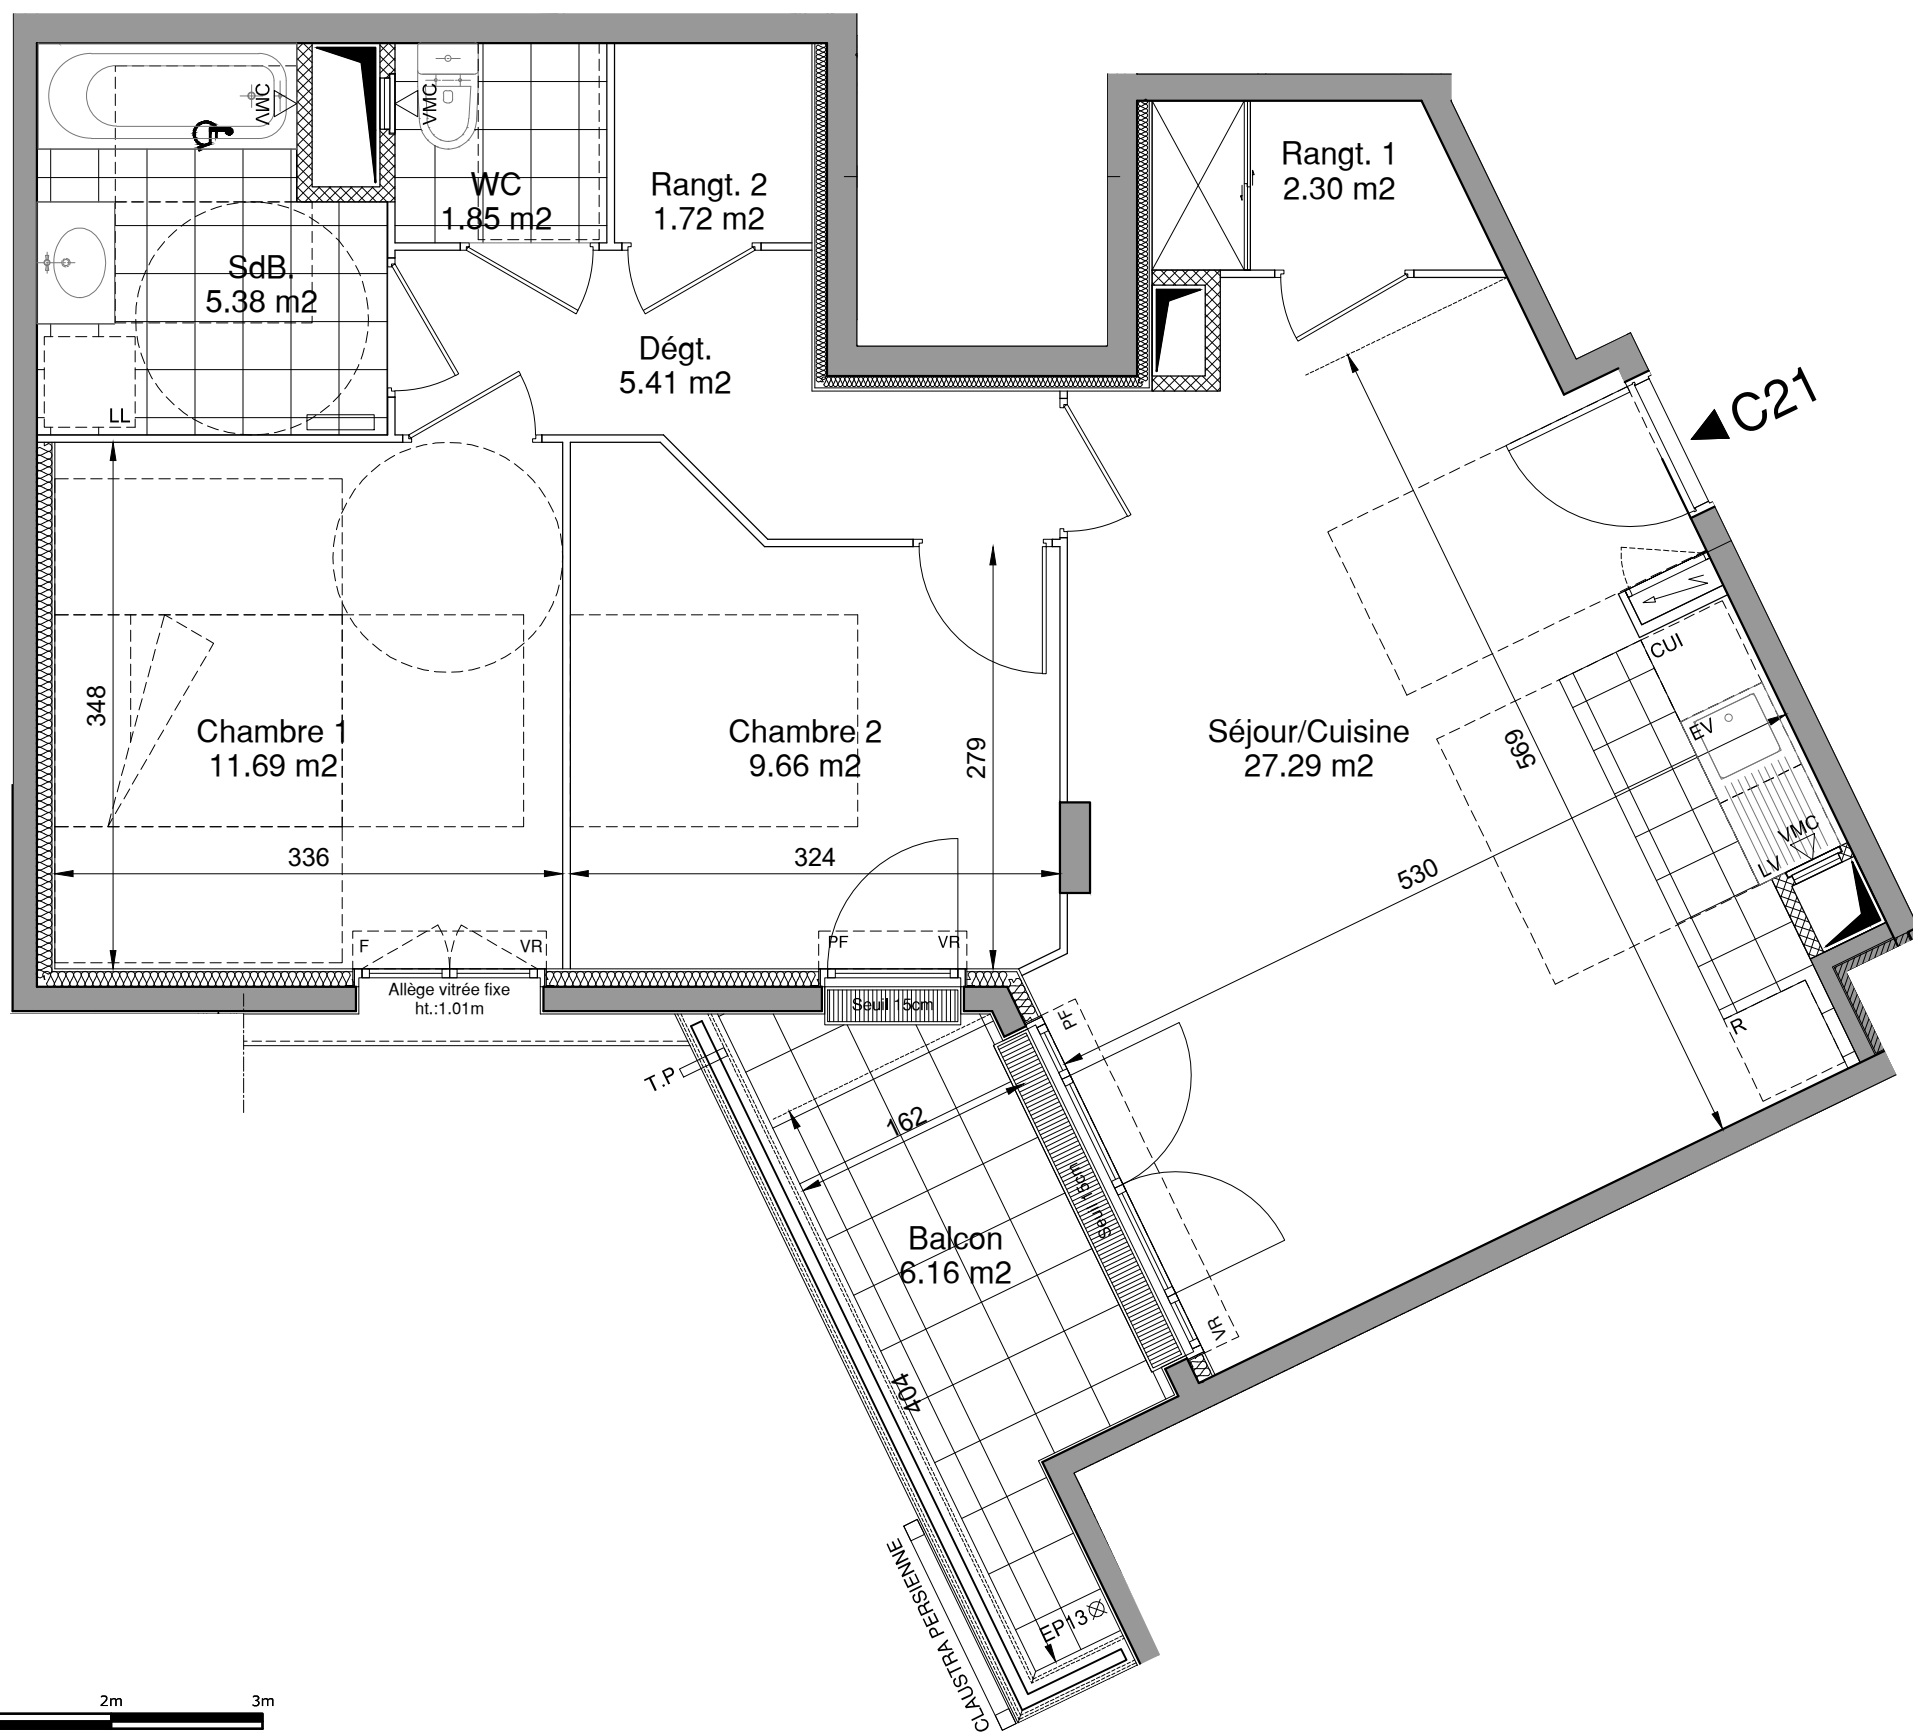 VMC
VMC
WC
1.85 m2
Rangt. 2
1.72 m2
Rangt. 1
2.30 m2
SdB.
5.38 m2
LL
Dégt.
5.41 m2
C21
348
Chambre 1
11.69 m2
336
Chambre 2
9.66 m2
279
324
Séjour/Cuisine
27.29 m2
569
530
CUI
EV
VMC
LV
R
F
VR
Allège vitrée fixe
ht.:1.01m
PF
VR
Seuil 15cm
PF
T.P
162
Seuil 15cm
Balcon
6.16 m2
VR
404
CLAUSTRA PERSIENNE
EP13
2m
3m